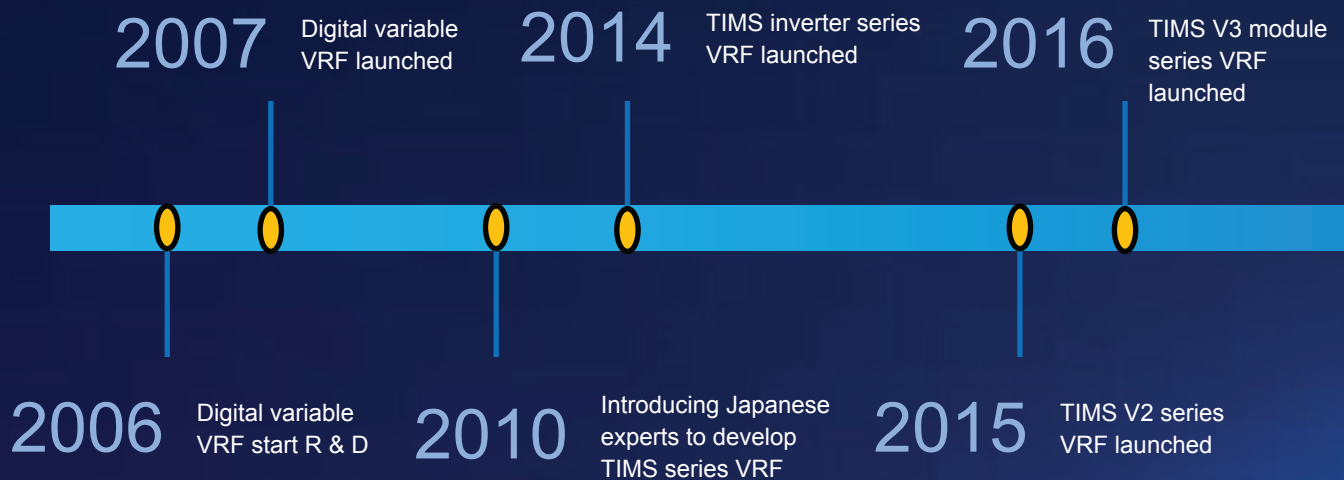 2007
Digital variable
VRF launched
2014
TIMS inverter series
VRF launched
2016
TIMS V3 module
series VRF
launched
2006
Digital variable
VRF start R & D
2010
Introducing Japanese
experts to develop
TIMS series VRF
2015
TIMS V2 series
VRF launched